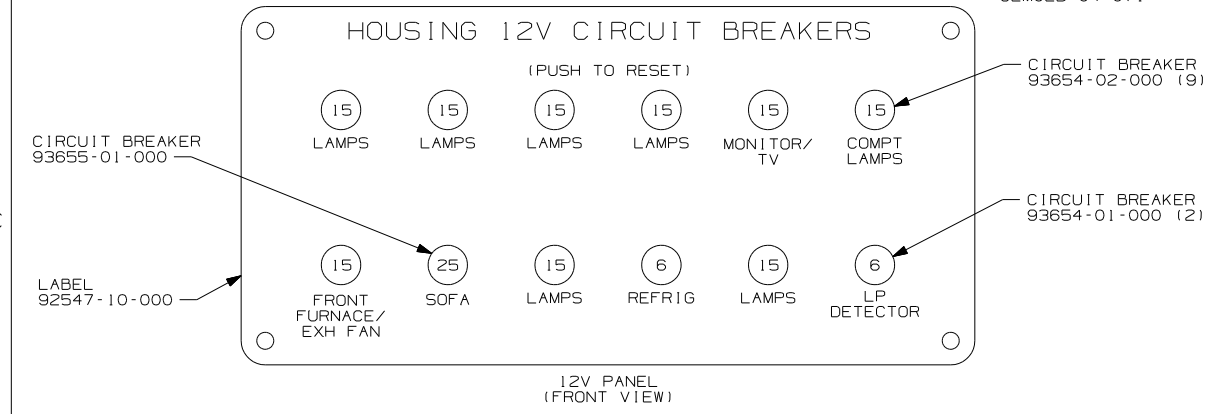 HOUSING 12V CIRCUIT BREAKERS
(PUSH TO RESET)
CIRCUIT BREAKER
93654-02-000 (9)
15 15 15 15 15 15
LAMPS LAMPS LAMPS LAMPS MONITOR/ COMPT
TV LAMPS
CIRCUIT BREAKER
93655-01-000
CIRCUIT BREAKER
93654-01-000 (2)
15 25 15 6 15 6
FRONT SOFA LAMPS REFRIG LAMPS LP
FURNACE/ DETECTOR
EXH FAN
LABEL
92547-10-000
12V PANEL
(FRONT VIEW)